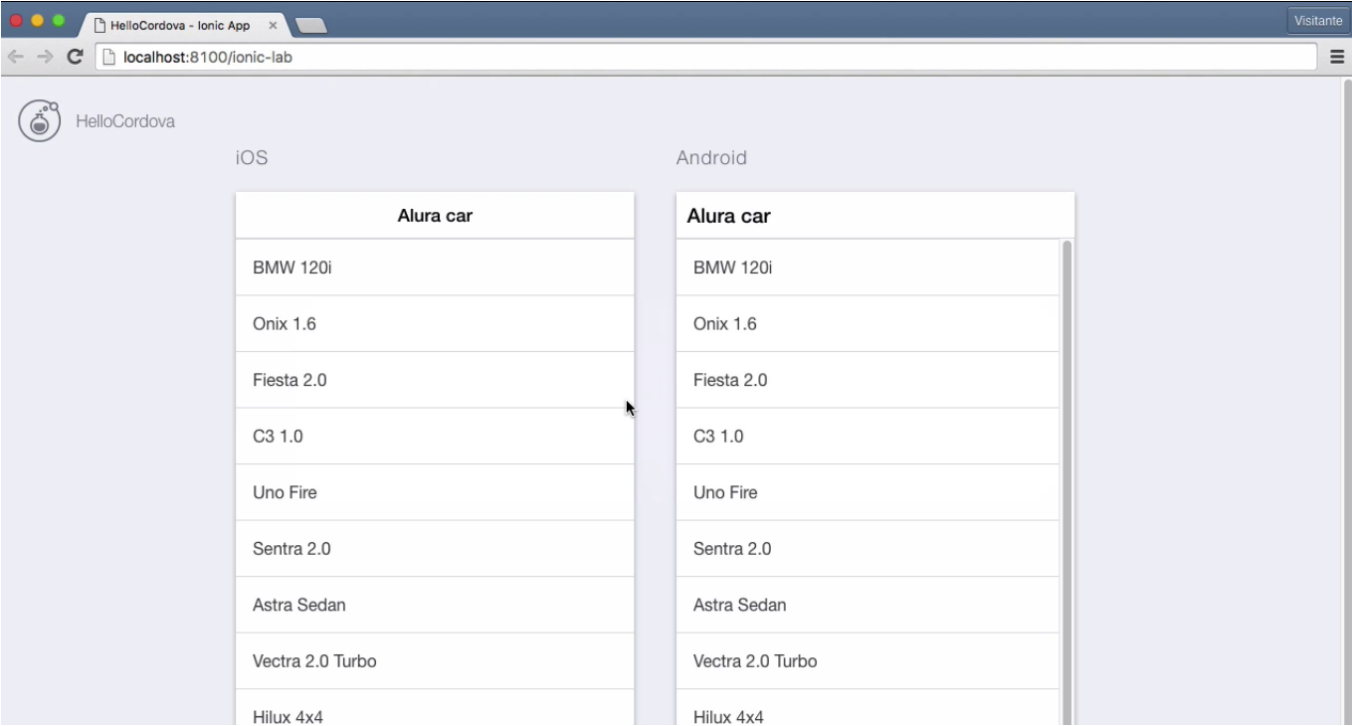 HelloCordova - Ionic App
Visitante
localhost:8100/ionic-lab
HelloCordova
iOS
Alura car
BMW 120i
Onix 1.6
Fiesta 2.0
C3 1.0
Uno Fire
Sentra 2.0
Astra Sedan
Vectra 2.0 Turbo
Hilux 4x4
Android
Alura car
BMW 120i
Onix 1.6
Fiesta 2.0
C3 1.0
Uno Fire
Sentra 2.0
Astra Sedan
Vectra 2.0 Turbo
Hilux 4x4